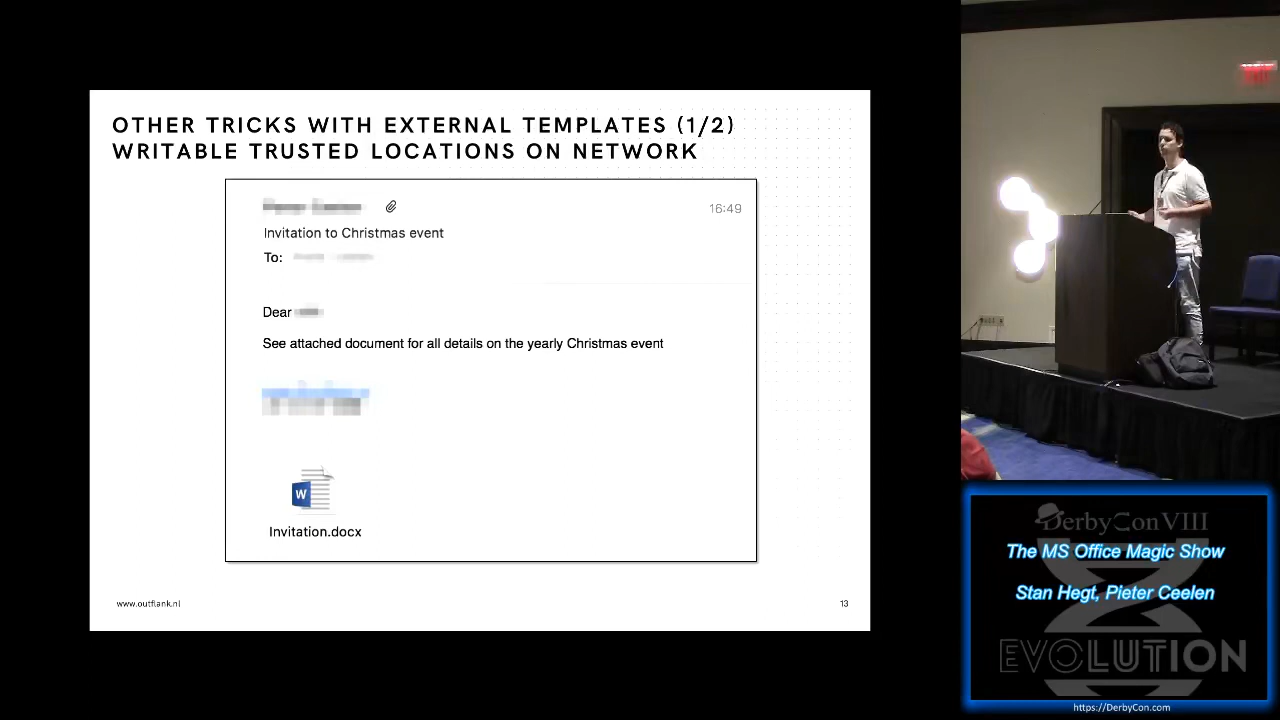 OTHER TRICKS WITH EXTERNAL TEMPLATES (1/2)
WRITABLE TRUSTED LOCATIONS ON NETWORK
16:49
Invitation to Christmas event
To:
Dear
See attached document for all details on the yearly Christmas event
W
Invitation.docx
www.outflank.nl
13
DerbyCon VIII
The MS Office Magic Show
Stan Hegt, Pieter Ceelen
EVOLUTION
https://DerbyCon.com